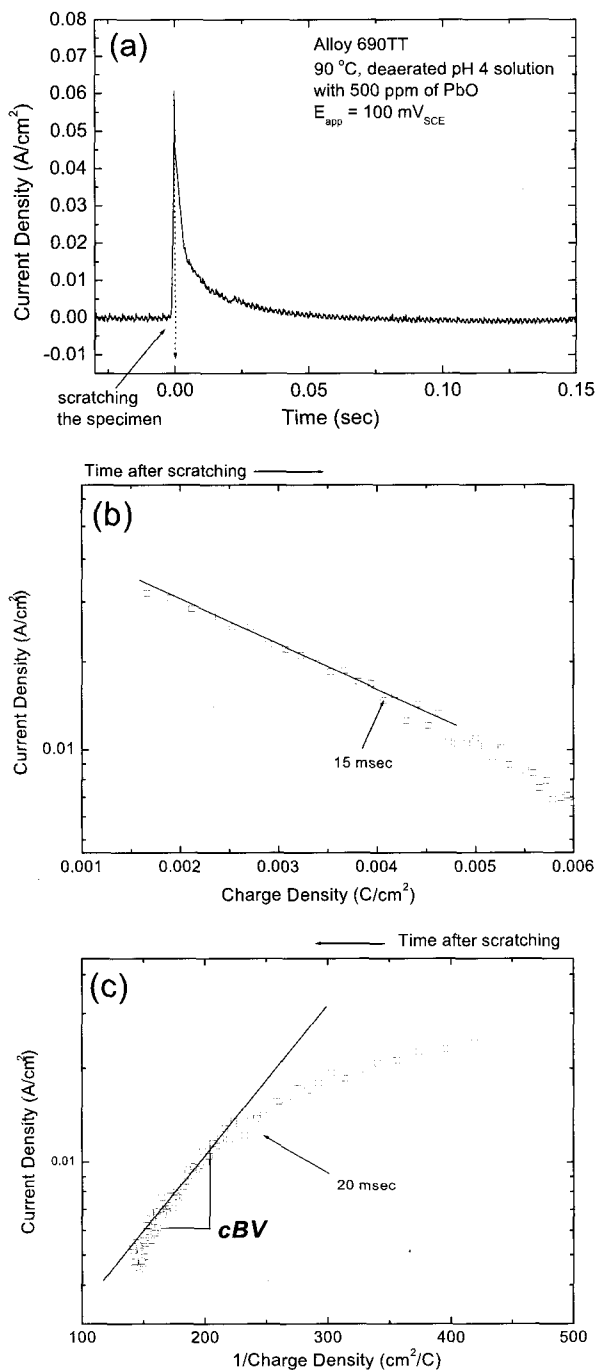 (a)
Alloy 690TT
90 °C, deaerated pH 4 solution
with 500 ppm of PbO
E_app = 100 mV_SCE
Current Density (A/cm²)
0.08
0.07
0.06
0.05
0.04
0.03
0.02
0.01
0.00
-0.01
scratching
the specimen
0.00 0.05 0.10 0.15
Time (sec)
Time after scratching
(b)
Current Density (A/cm²)
0.01
15 msec
0.001 0.002 0.003 0.004 0.005 0.006
Charge Density (C/cm²)
Time after scratching
(c)
Current Density (A/cm²)
0.01
20 msec
cBV
100 200 300 400 500
1/Charge Density (cm²/C)